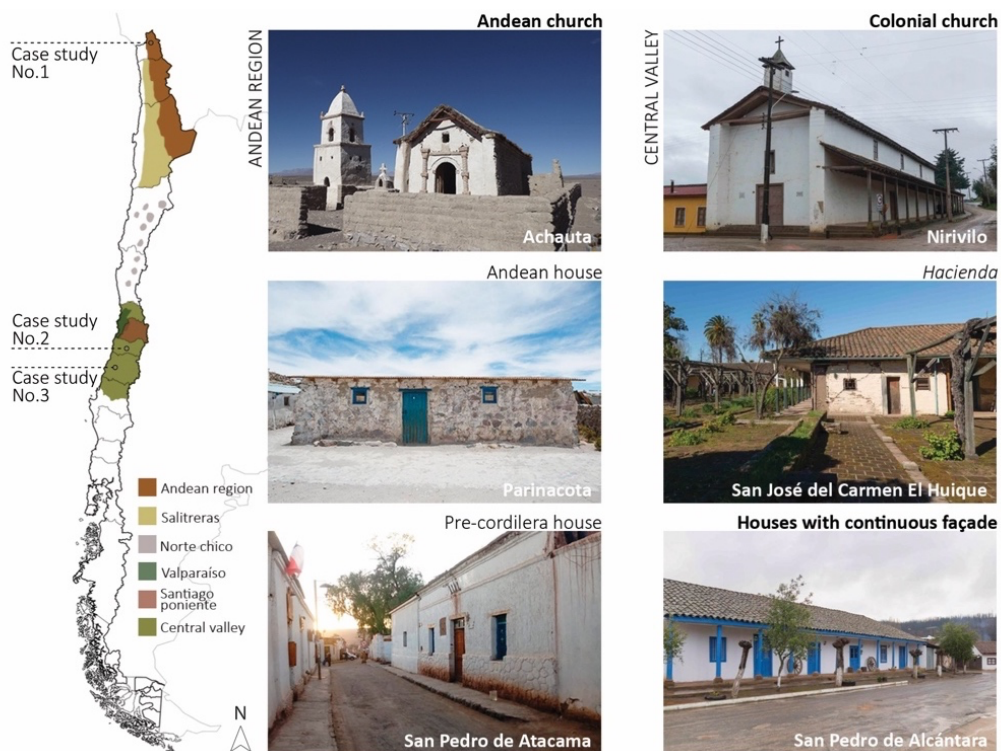 Case study
No.1
Case study
No.2
Case study
No.3
Andean region
Salitreras
Norte chico
Valparaíso
Santiago
poniente
Central valley
N
ANDEAN REGION
Andean church
Achauta
Andean house
Parinacota
Pre-cordilera house
San Pedro de Atacama
CENTRAL VALLEY
Colonial church
Nirivilo
Hacienda
San José del Carmen El Huique
Houses with continuous façade
San Pedro de Alcántara